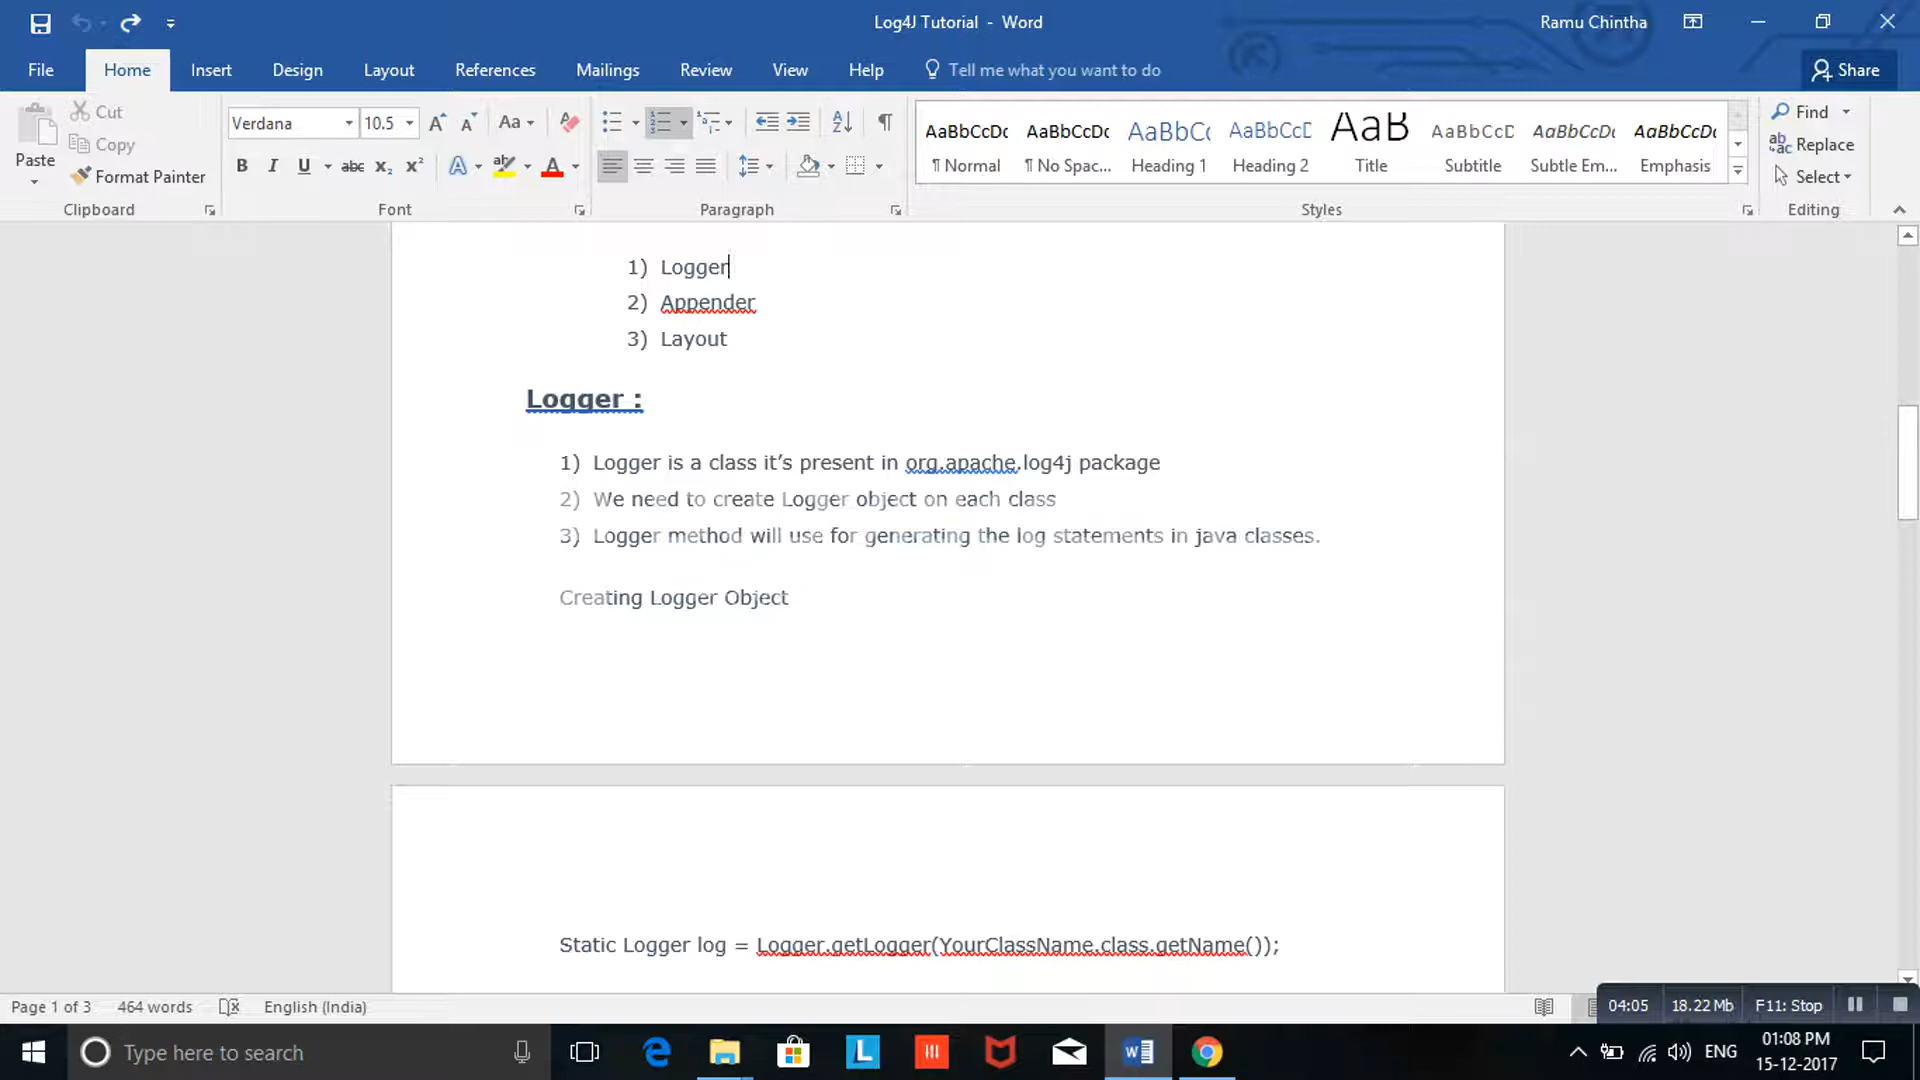 Log4J Tutorial - Word
Ramu Chintha
File Home Insert Design Layout References Mailings Review View Help Tell me what you want to do Share
Paste
Cut
Copy
Format Painter
Clipboard
Verdana 10.5
Font
Paragraph
AaBbCcDc AaBbCcDc AaBbC AaBbCcD AaB AaBbCcD AaBbCcDc AaBbCcDc
¶ Normal ¶ No Spac... Heading 1 Heading 2 Title Subtitle Subtle Em... Emphasis
Styles
Find
Replace
Select
Editing
1) Logger
2) Appender
3) Layout
Logger :
1) Logger is a class it’s present in org.apache.log4j package
2) We need to create Logger object on each class
3) Logger method will use for generating the log statements in java classes.
Creating Logger Object
Static Logger log = Logger.getLogger(YourClassName.class.getName());
Page 1 of 3 464 words English (India)
04:05 18.22 Mb F11: Stop
Type here to search
ENG
01:08 PM
15-12-2017